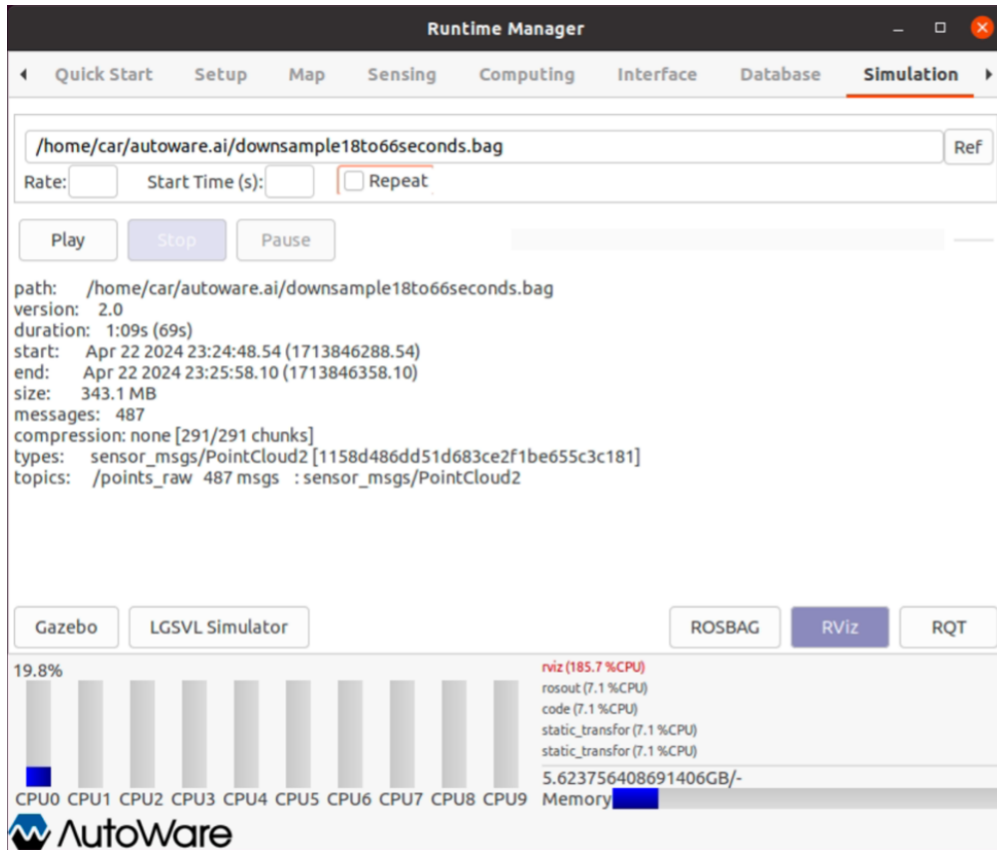 Runtime Manager
Quick Start Setup Map Sensing Computing Interface Database Simulation
/home/car/autoware.ai/downsample18to66seconds.bag Ref
Rate: Start Time (s): Repeat
Play Stop Pause
path: /home/car/autoware.ai/downsample18to66seconds.bag
version: 2.0
duration: 1:09s (69s)
start: Apr 22 2024 23:24:48.54 (1713846288.54)
end: Apr 22 2024 23:25:58.10 (1713846358.10)
size: 343.1 MB
messages: 487
compression: none [291/291 chunks]
types: sensor_msgs/PointCloud2 [1158d486dd51d683ce2f1be655c3c181]
topics: /points_raw 487 msgs : sensor_msgs/PointCloud2
Gazebo LGSVL Simulator ROSBAG RViz RQT
19.8%
rviz (185.7 %CPU)
rosout (7.1 %CPU)
code (7.1 %CPU)
static_transfor (7.1 %CPU)
static_transfor (7.1 %CPU)
5.623756408691406GB/-
CPU0 CPU1 CPU2 CPU3 CPU4 CPU5 CPU6 CPU7 CPU8 CPU9 Memory
AutoWare